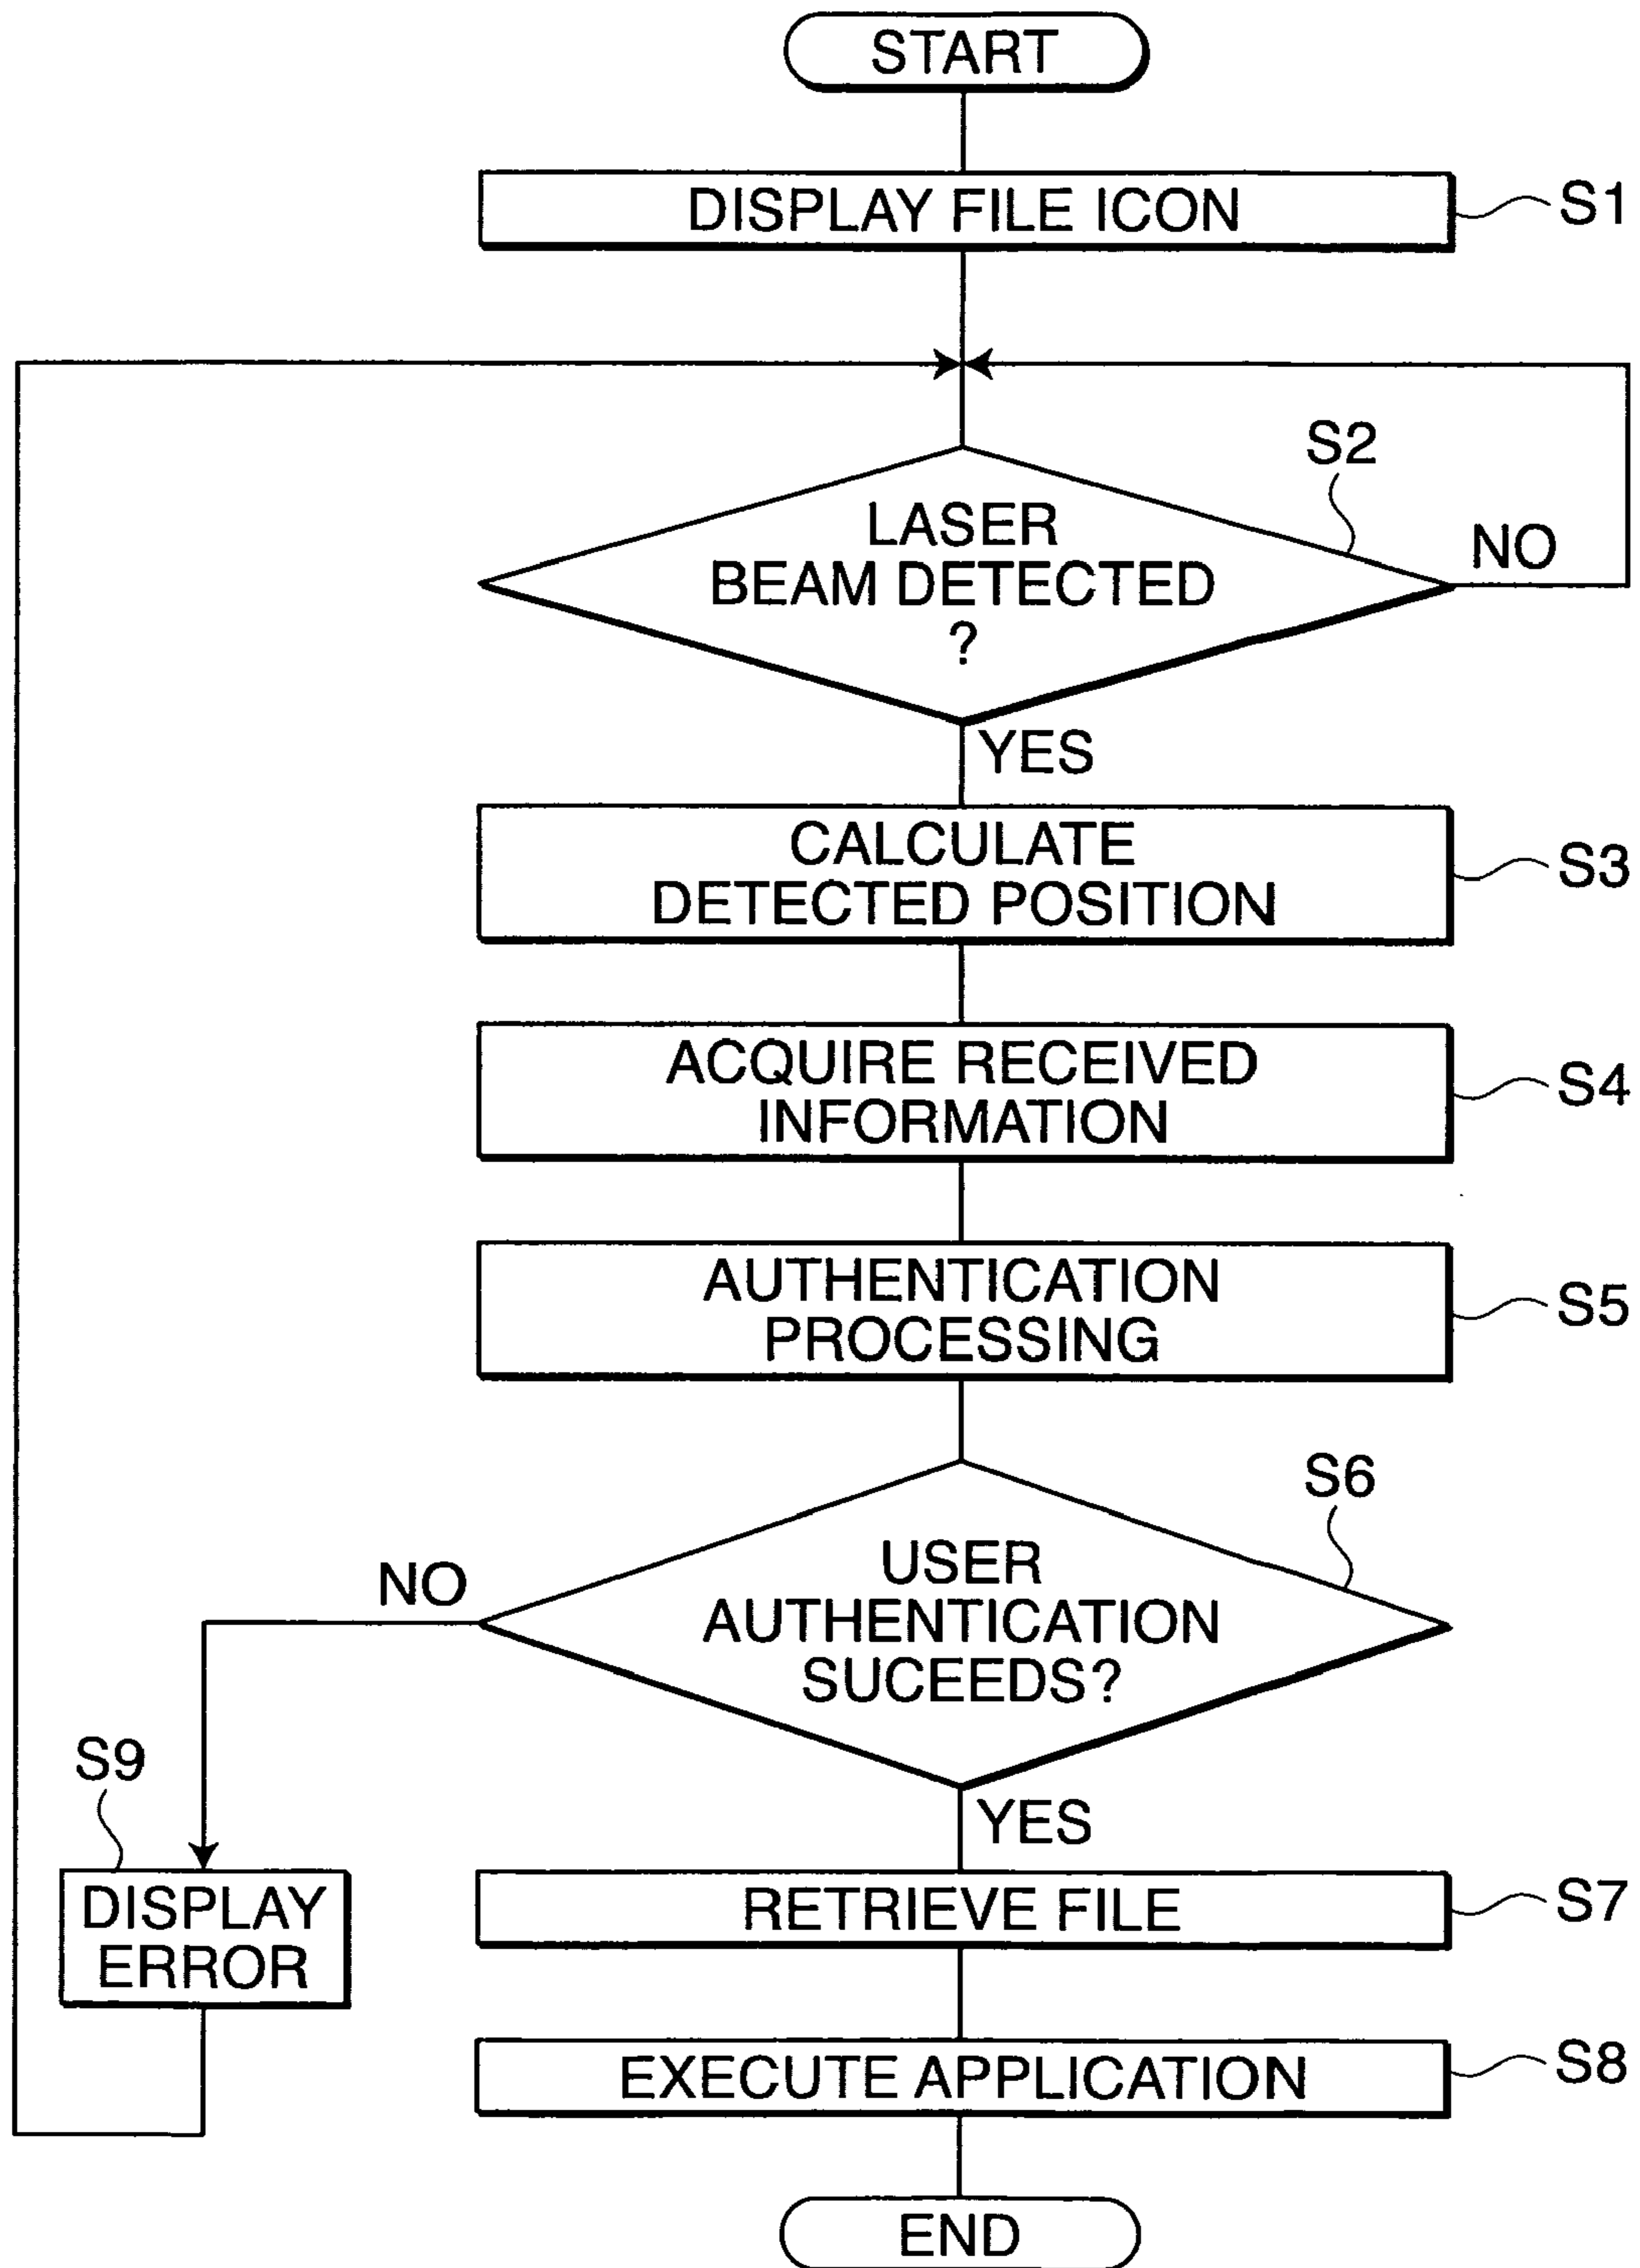 START
DISPLAY FILE ICON
S1
S2
LASER
BEAM DETECTED
?
NO
YES
CALCULATE
DETECTED POSITION
S3
ACQUIRE RECEIVED
INFORMATION
S4
AUTHENTICATION
PROCESSING
S5
S6
USER
AUTHENTICATION
SUCEEDS?
NO
YES
S9
DISPLAY
ERROR
RETRIEVE FILE
S7
EXECUTE APPLICATION
S8
END